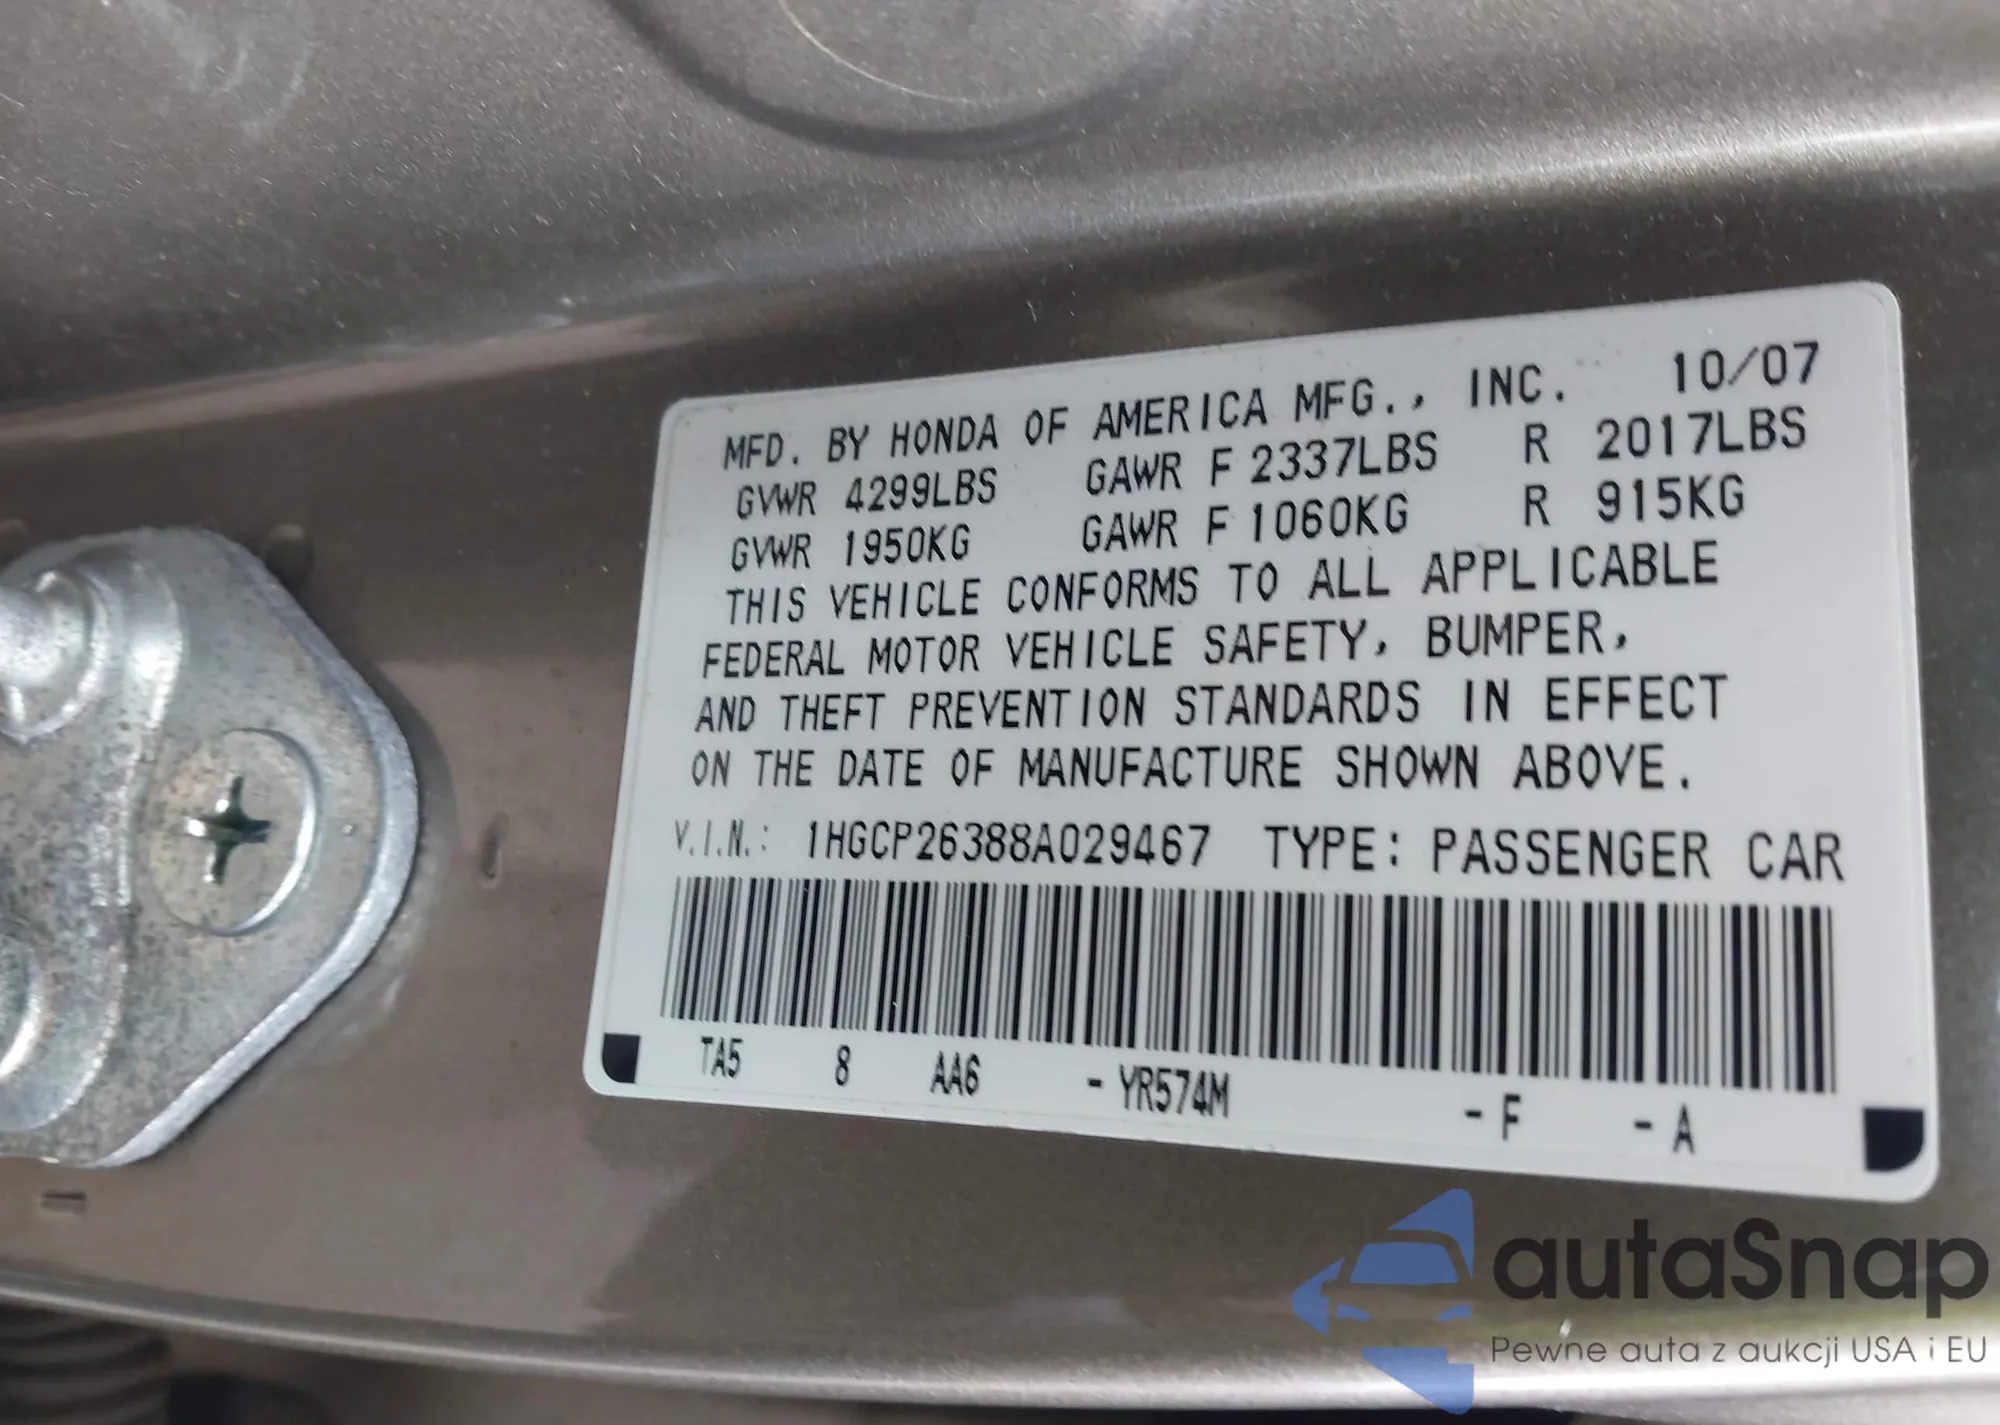 MFD. BY HONDA OF AMERICA MFG., INC. 10/07
GVWR 4299LBS GAWR F 2337LBS R 2017LBS
GVWR 1950KG GAWR F 1060KG R 915KG
THIS VEHICLE CONFORMS TO ALL APPLICABLE
FEDERAL MOTOR VEHICLE SAFETY, BUMPER,
AND THEFT PREVENTION STANDARDS IN EFFECT
ON THE DATE OF MANUFACTURE SHOWN ABOVE.
V.I.N.: 1HGCP26388A029467 TYPE: PASSENGER CAR
TA5 8 AA6 - YR574M - F - A
autaSnap
Pewne auta z aukcji USA i EU